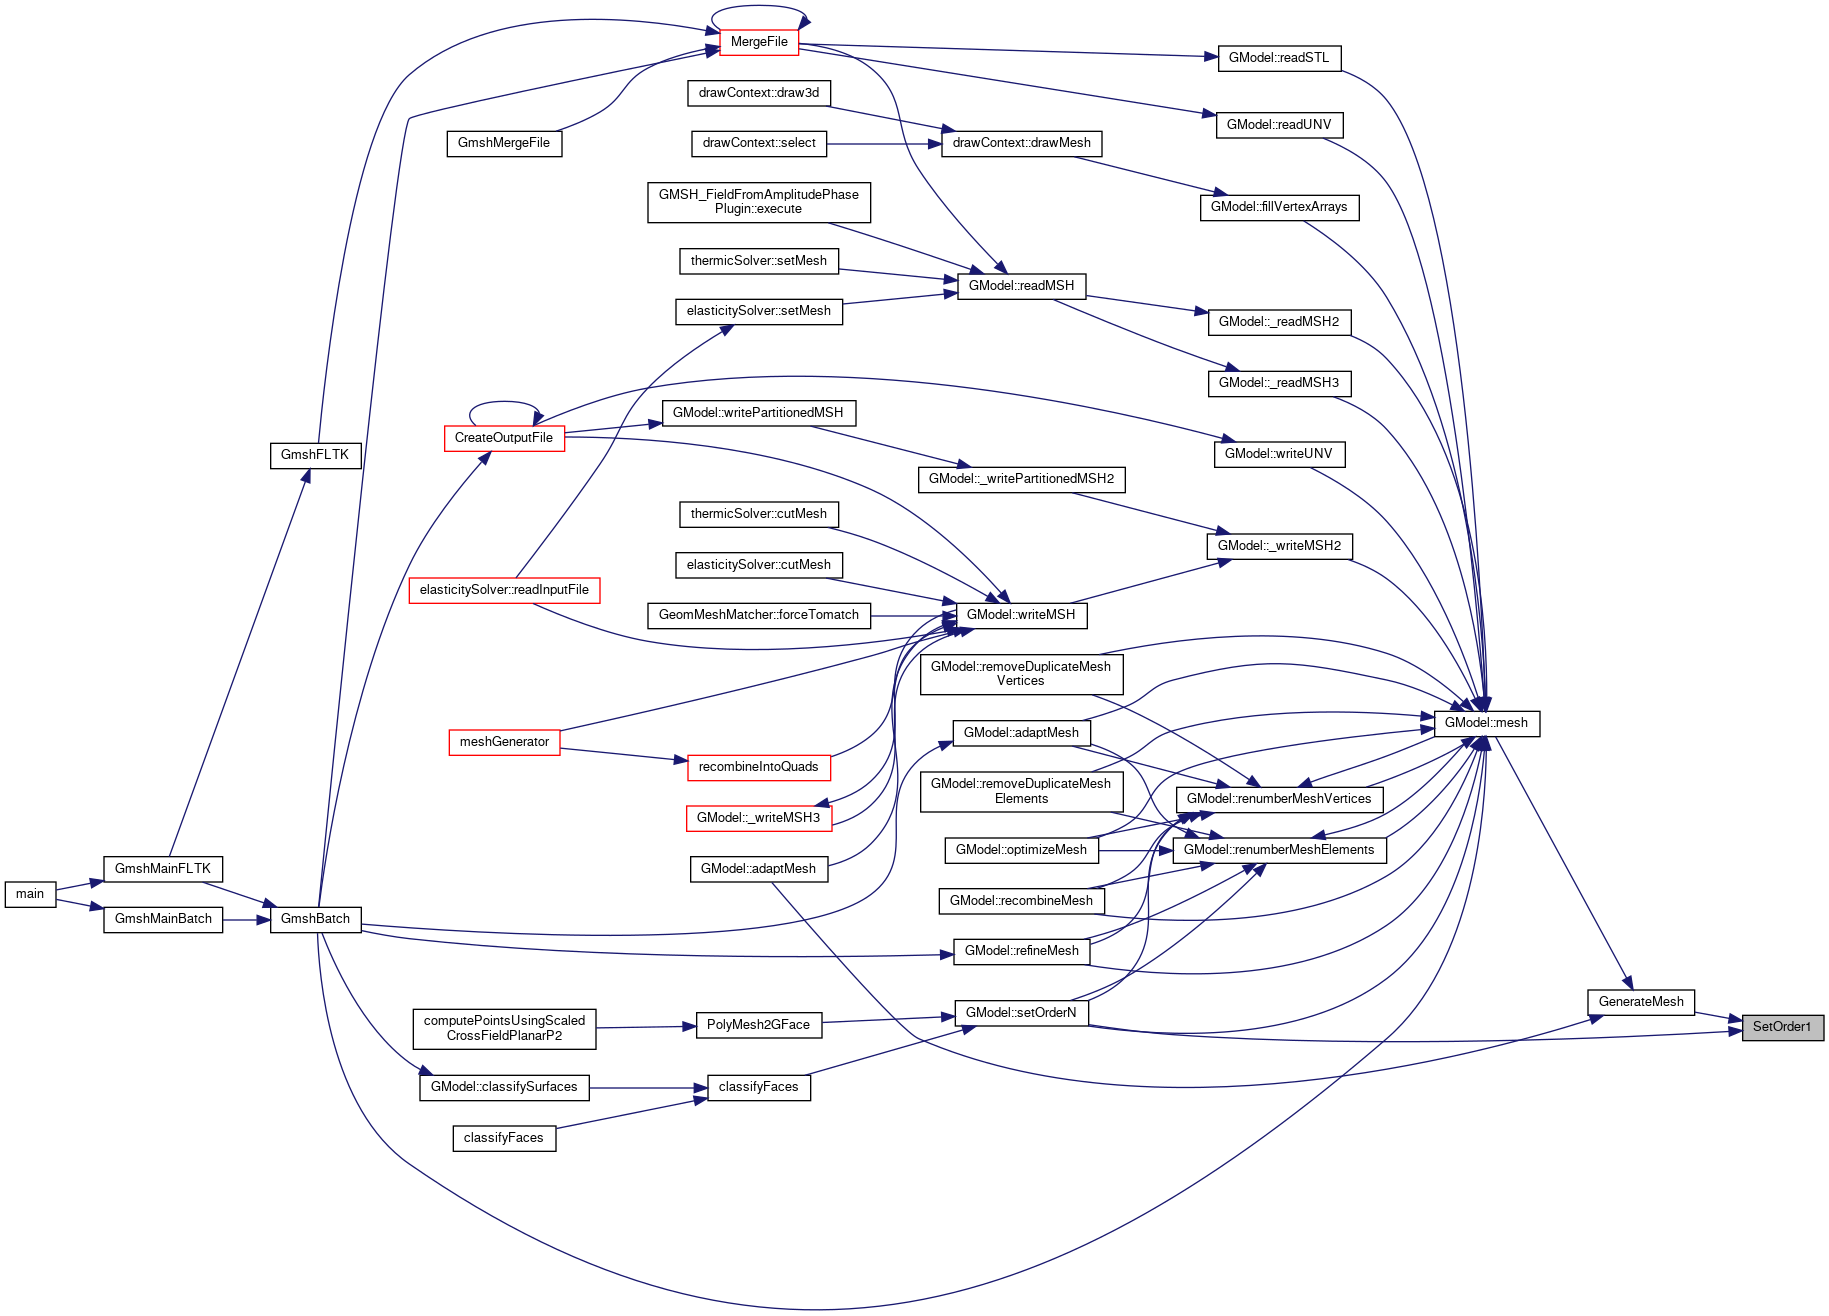 MergeFile
GModel::readSTL
drawContext::draw3d
GModel::readUNV
GmshMergeFile
drawContext::select
drawContext::drawMesh
GMSH_FieldFromAmplitudePhase
Plugin::execute
GModel::fillVertexArrays
thermicSolver::setMesh
GModel::readMSH
elasticitySolver::setMesh
GModel::_readMSH2
GModel::_readMSH3
GModel::writePartitionedMSH
CreateOutputFile
GmshFLTK
GModel::writeUNV
GModel::_writePartitionedMSH2
thermicSolver::cutMesh
GModel::_writeMSH2
elasticitySolver::cutMesh
elasticitySolver::readInputFile
GeomMeshMatcher::forceTomatch
GModel::writeMSH
GModel::removeDuplicateMesh
Vertices
GModel::mesh
GModel::adaptMesh
meshGenerator
recombineIntoQuads
GModel::removeDuplicateMesh
Elements
GModel::renumberMeshVertices
GModel::_writeMSH3
GModel::optimizeMesh
GModel::renumberMeshElements
GmshMainFLTK
GModel::adaptMesh
main
GModel::recombineMesh
GmshMainBatch
GmshBatch
GModel::refineMesh
GenerateMesh
GModel::setOrderN
computePointsUsingScaled
CrossFieldPlanarP2
PolyMesh2GFace
SetOrder1
GModel::classifySurfaces
classifyFaces
classifyFaces